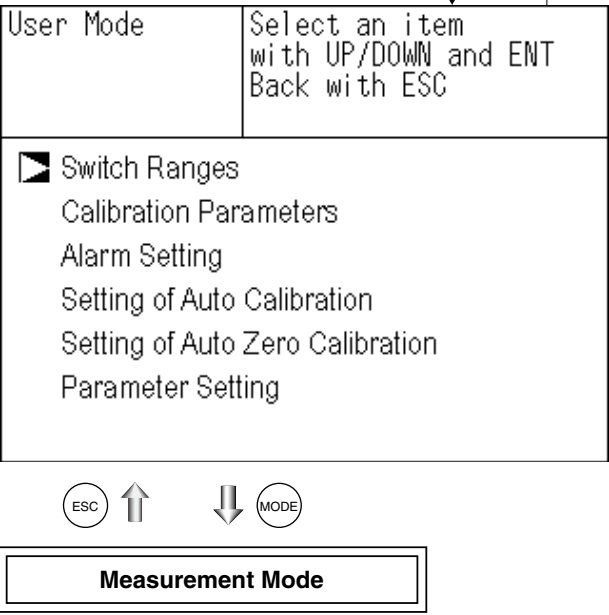 User Mode
Select an item
with UP/DOWN and ENT
Back with ESC
Switch Ranges
Calibration Parameters
Alarm Setting
Setting of Auto Calibration
Setting of Auto Zero Calibration
Parameter Setting
ESC MODE
Measurement Mode